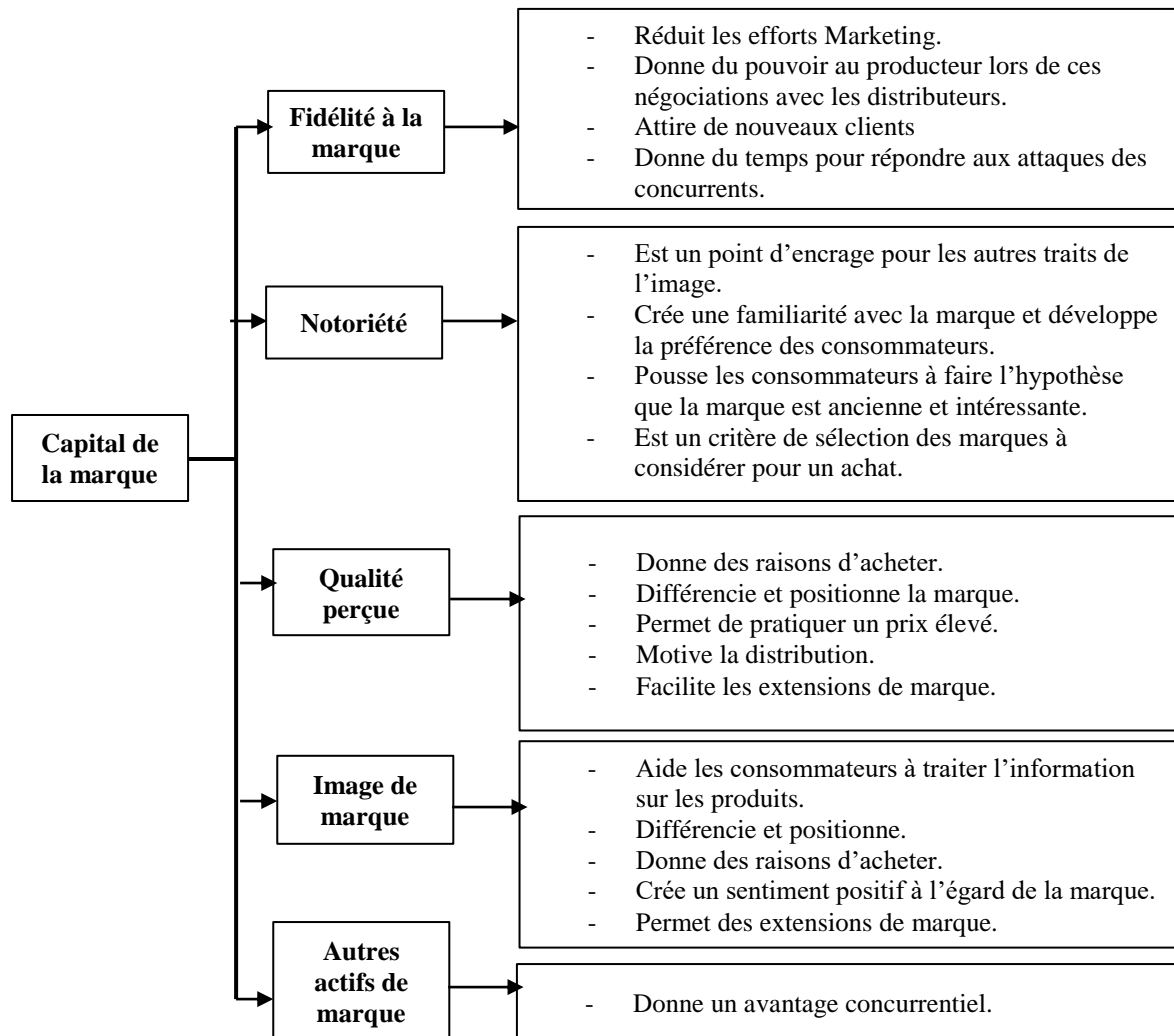 Capital de
la marque
Fidélité à la
marque
- Réduit les efforts Marketing.
- Donne du pouvoir au producteur lors de ces
négociations avec les distributeurs.
- Attire de nouveaux clients
- Donne du temps pour répondre aux attaques des
concurrents.
Notoriété
- Est un point d’encrage pour les autres traits de
l’image.
- Crée une familiarité avec la marque et développe
la préférence des consommateurs.
- Pousse les consommateurs à faire l’hypothèse
que la marque est ancienne et intéressante.
- Est un critère de sélection des marques à
considérer pour un achat.
Qualité
perçue
- Donne des raisons d’acheter.
- Différencie et positionne la marque.
- Permet de pratiquer un prix élevé.
- Motive la distribution.
- Facilite les extensions de marque.
Image de
marque
- Aide les consommateurs à traiter l’information
sur les produits.
- Différencie et positionne.
- Donne des raisons d’acheter.
- Crée un sentiment positif à l’égard de la marque.
- Permet des extensions de marque.
Autres
actifs de
marque
- Donne un avantage concurrentiel.